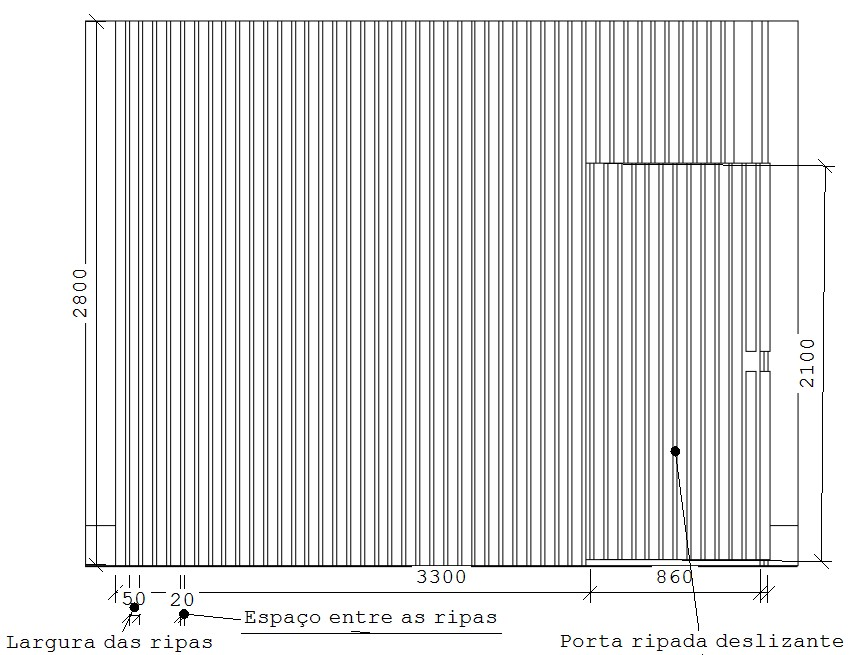 2800
2100
3300
860
50
20
Espaço entre as ripas
Largura das ripas
Porta ripada deslizante